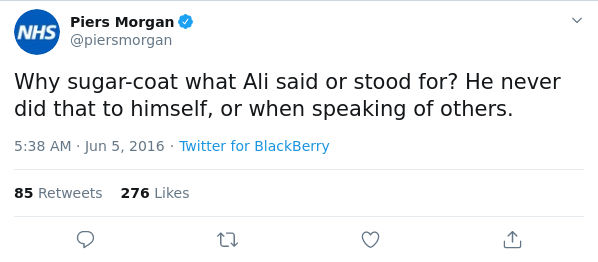 NHS
Piers Morgan
@piersmorgan
Why sugar-coat what Ali said or stood for? He never
did that to himself, or when speaking of others.
5:38 AM · Jun 5, 2016 · Twitter for BlackBerry
85 Retweets 276 Likes